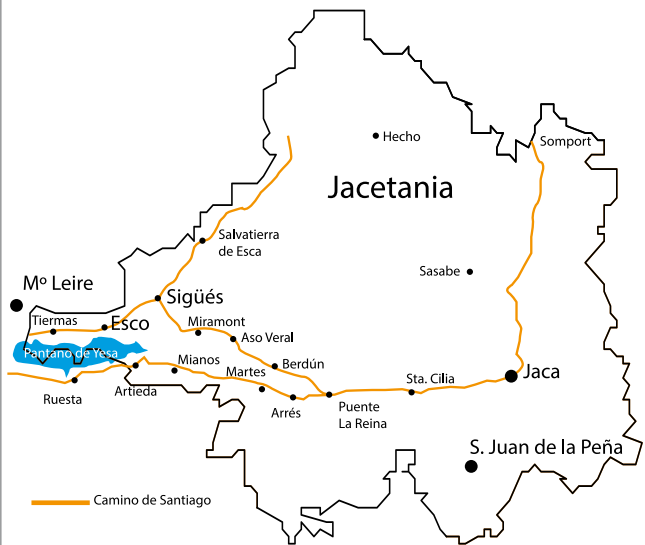 Somport
Hecho
Jacetania
Salvatierra
de Esca
Sasabe
Mº Leire
Sigüés
Tiermas
Esco
Miramont
Aso Veral
Pantano de Yesa
Mianos
Martes
Berdún
Jaca
Sta. Cilia
Ruesta
Artieda
Arrés
Puente
La Reina
S. Juan de la Peña
Camino de Santiago